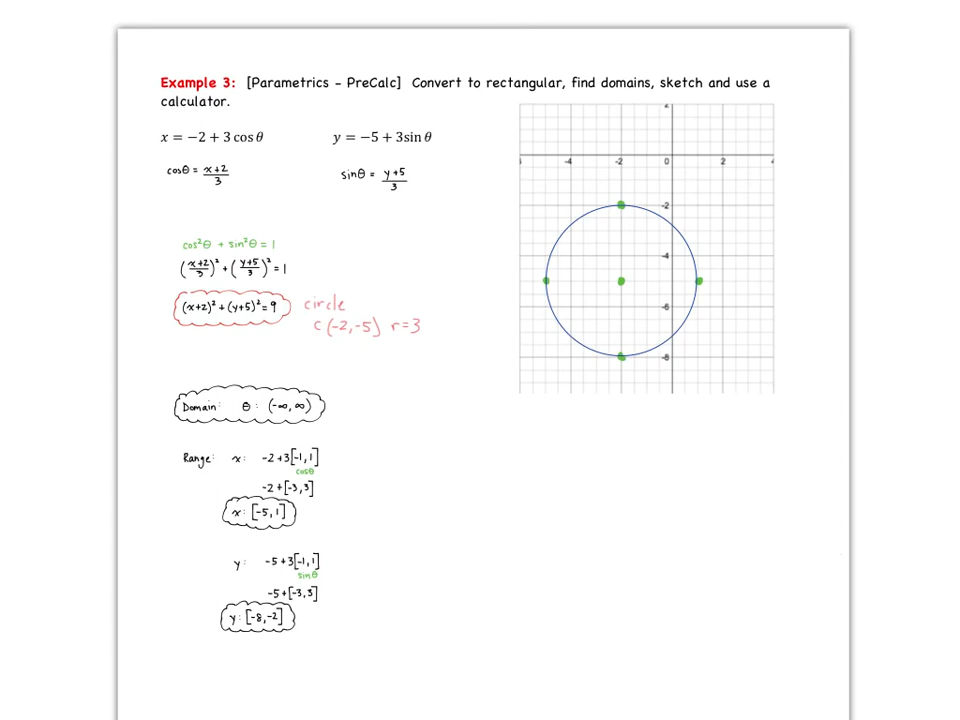 Example 3: [Parametrics - PreCalc] Convert to rectangular, find domains, sketch and use a
calculator.
x = −2 + 3 cos θ
y = −5 + 3sin θ
cosθ = (x+2)/3
sinθ = (y+5)/3
cos²θ + sin²θ = 1
((x+2)/3)² + ((y+5)/3)² = 1
(x+2)² + (y+5)² = 9
circle
C (-2,-5) r=3
Domain: θ: (-∞, ∞)
Range: x: -2+3[-1,1]
cosθ
-2+[-3,3]
x: [-5,1]
y: -5+3[-1,1]
sinθ
-5+[-3,3]
y: [-8,-2]
2
-4 -2 0 2 4
-2
-4
-6
-8